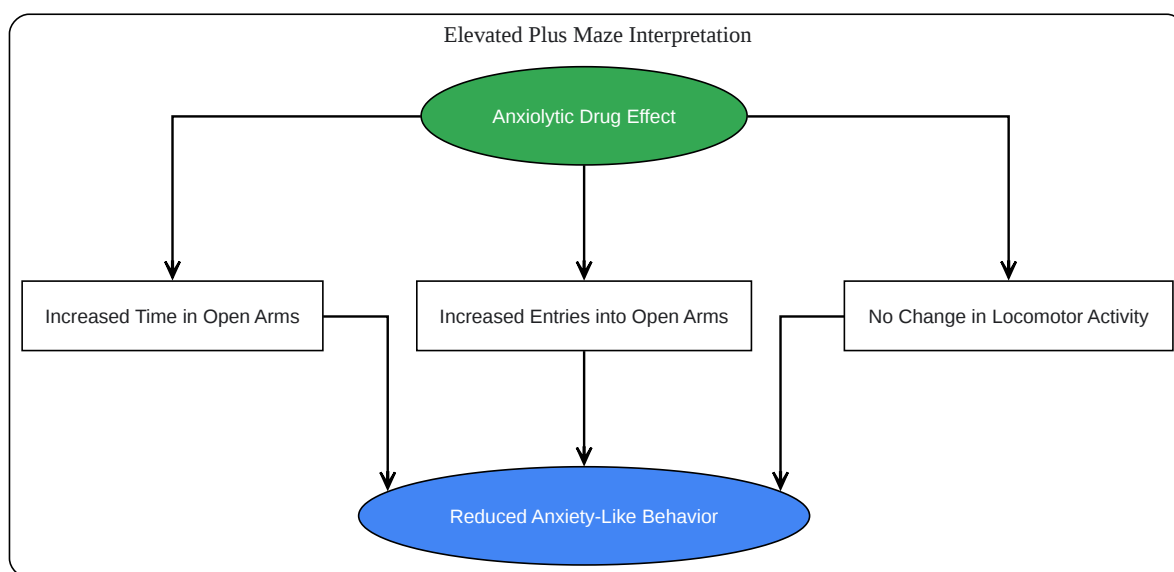 Elevated Plus Maze Interpretation
Anxiolytic Drug Effect
Increased Time in Open Arms
Increased Entries into Open Arms
No Change in Locomotor Activity
Reduced Anxiety-Like Behavior